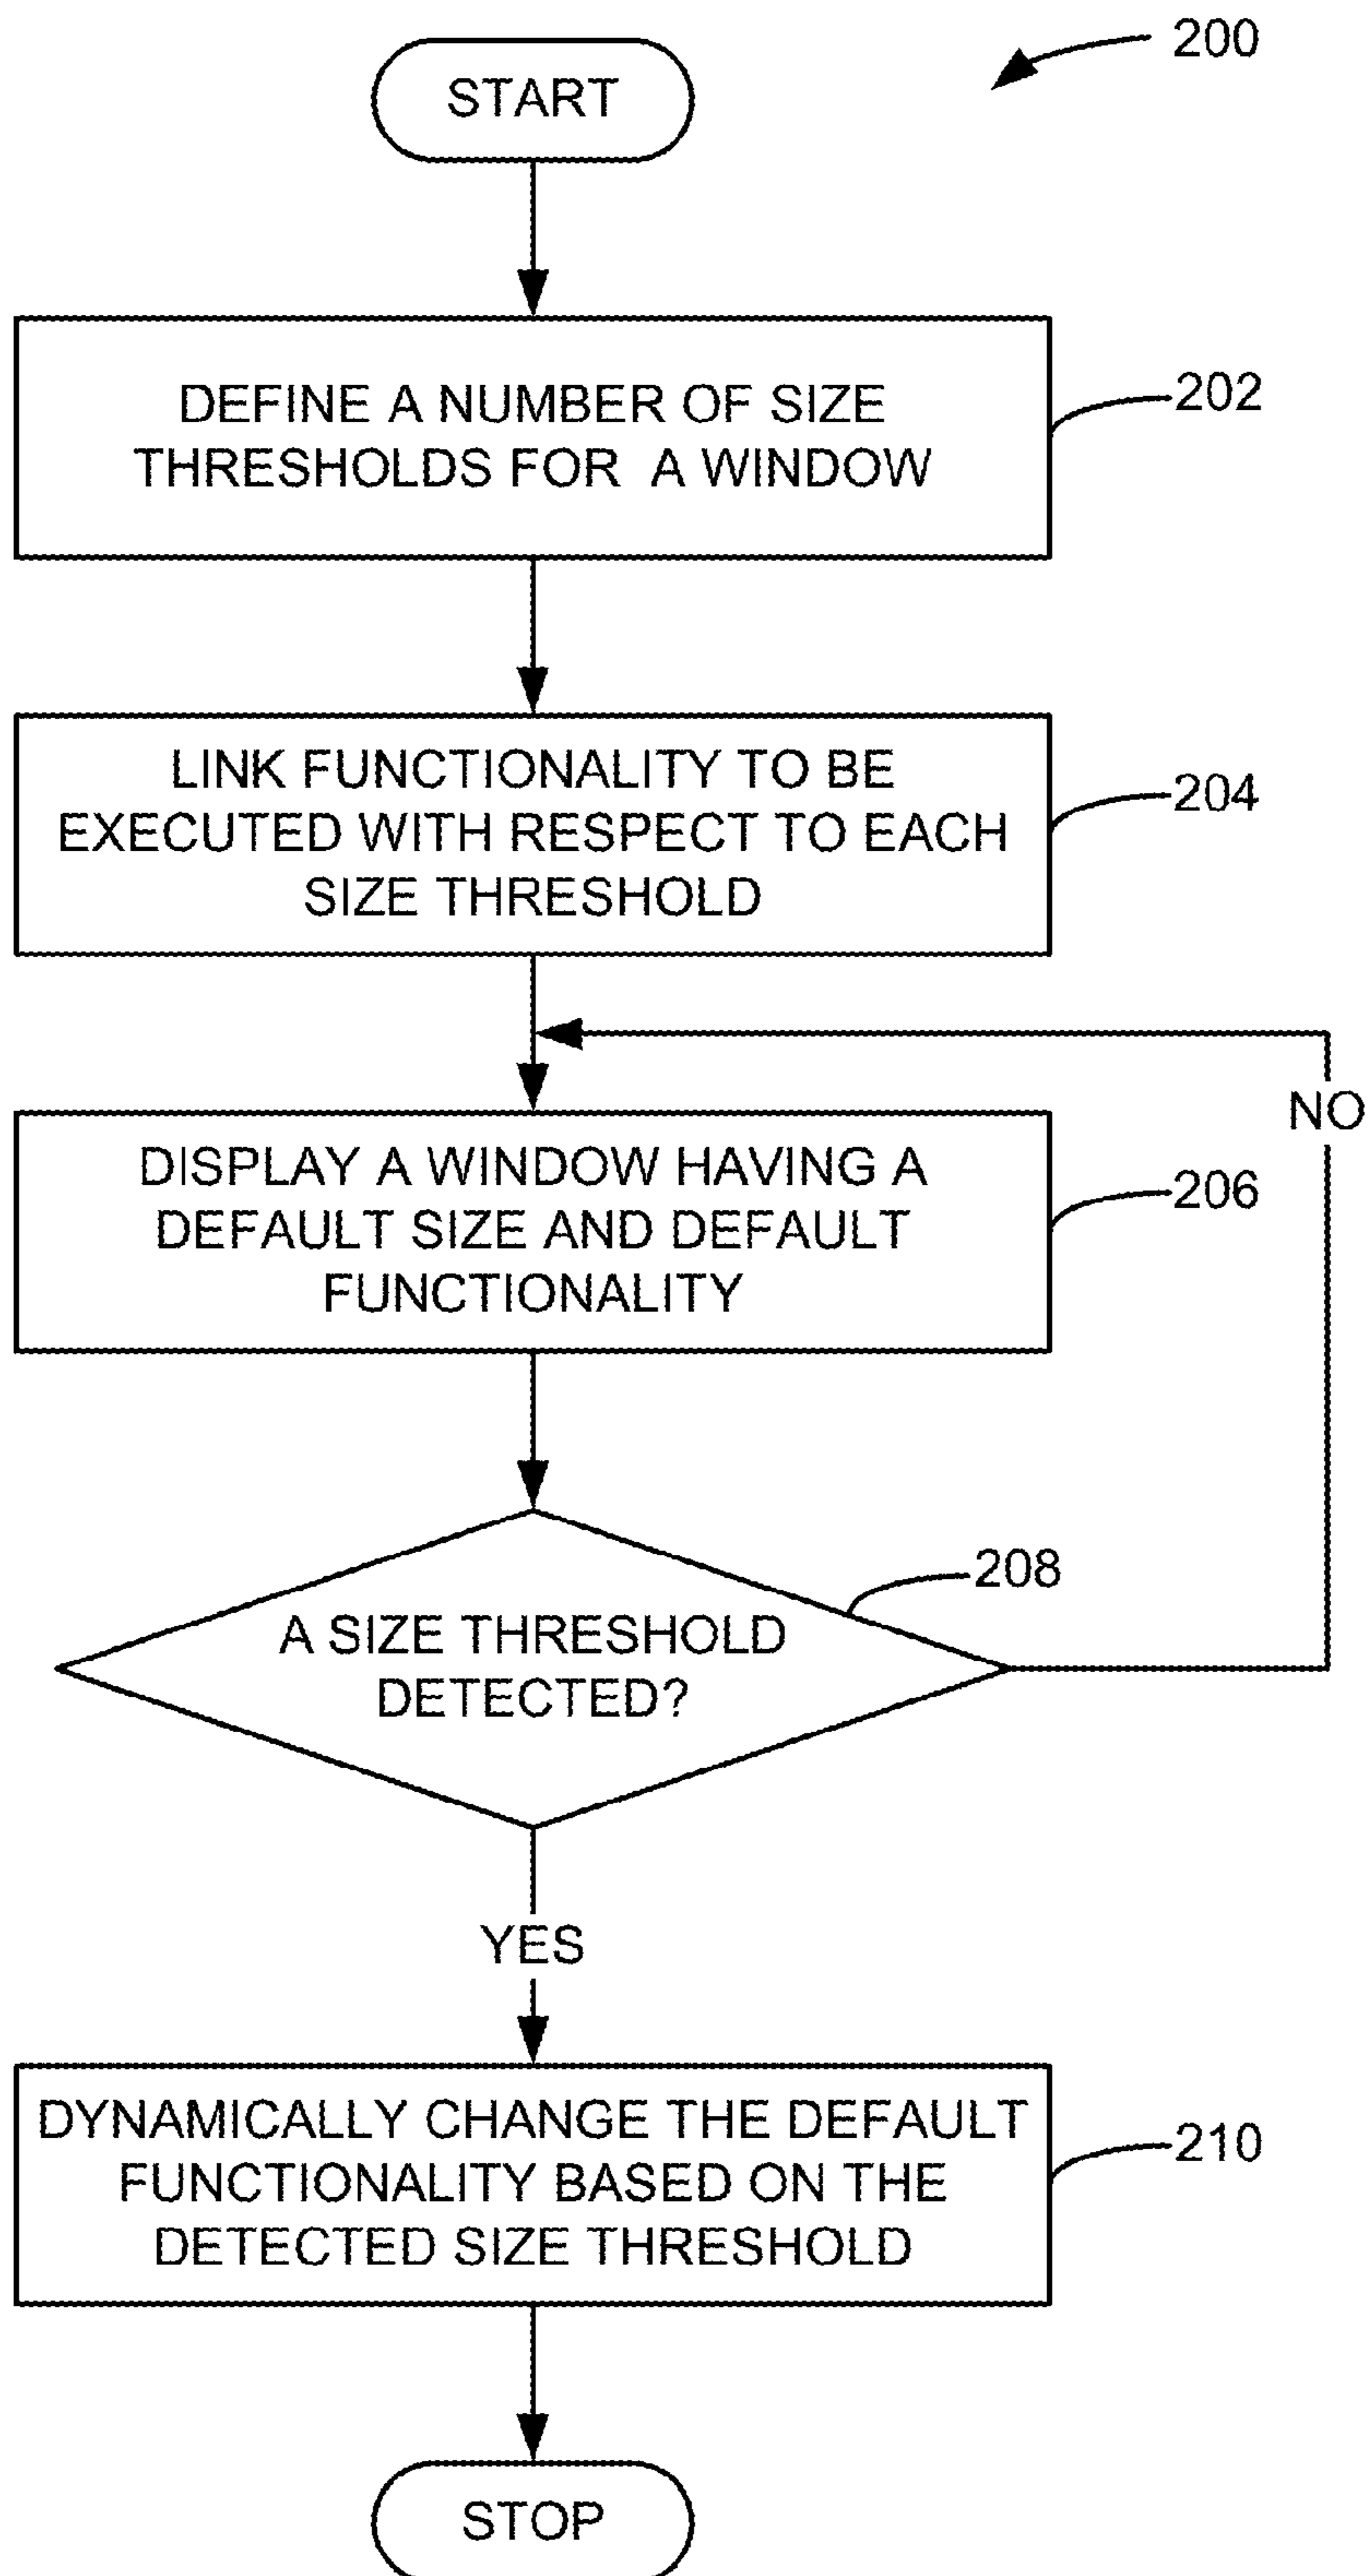 200
START
DEFINE A NUMBER OF SIZE
THRESHOLDS FOR A WINDOW
202
LINK FUNCTIONALITY TO BE
EXECUTED WITH RESPECT TO EACH
SIZE THRESHOLD
204
NO
DISPLAY A WINDOW HAVING A
DEFAULT SIZE AND DEFAULT
FUNCTIONALITY
206
A SIZE THRESHOLD
DETECTED?
208
YES
DYNAMICALLY CHANGE THE DEFAULT
FUNCTIONALITY BASED ON THE
DETECTED SIZE THRESHOLD
210
STOP